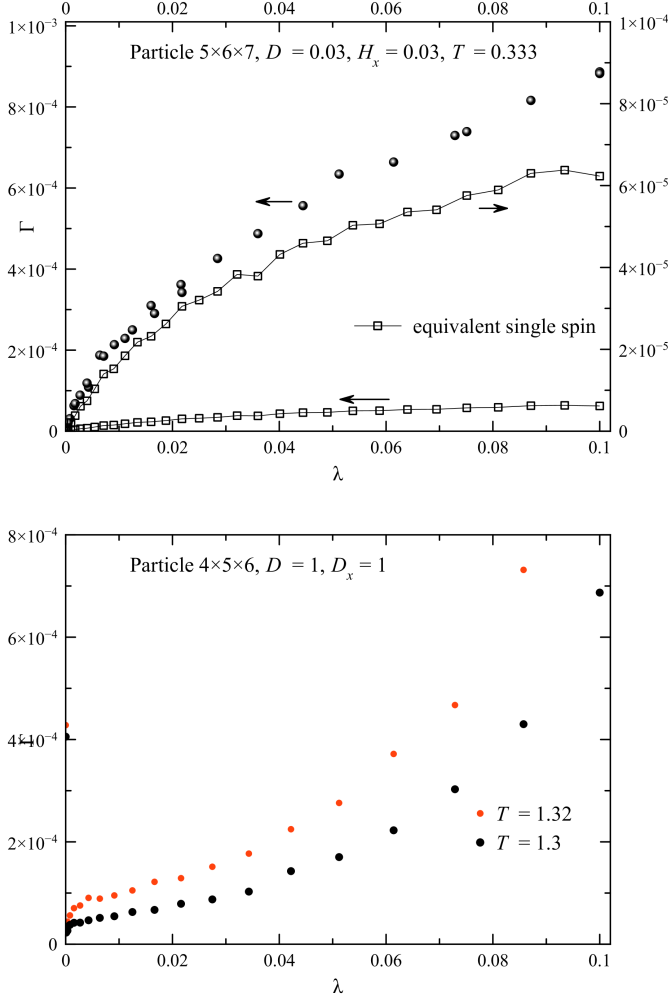 0 0.02 0.04 0.06 0.08 0.1
1×10⁻³ 1×10⁻⁴
Particle 5×6×7, D = 0.03, Hₓ = 0.03, T = 0.333
8×10⁻⁴ 8×10⁻⁵
6×10⁻⁴ 6×10⁻⁵
Γ
4×10⁻⁴ 4×10⁻⁵
equivalent single spin
2×10⁻⁴ 2×10⁻⁵
0 0
0 0.02 0.04 0.06 0.08 0.1
λ
8×10⁻⁴
Particle 4×5×6, D = 1, Dₓ = 1
6×10⁻⁴
4×10⁻⁴
Γ
T = 1.32
T = 1.3
2×10⁻⁴
0
0 0.02 0.04 0.06 0.08 0.1
λ